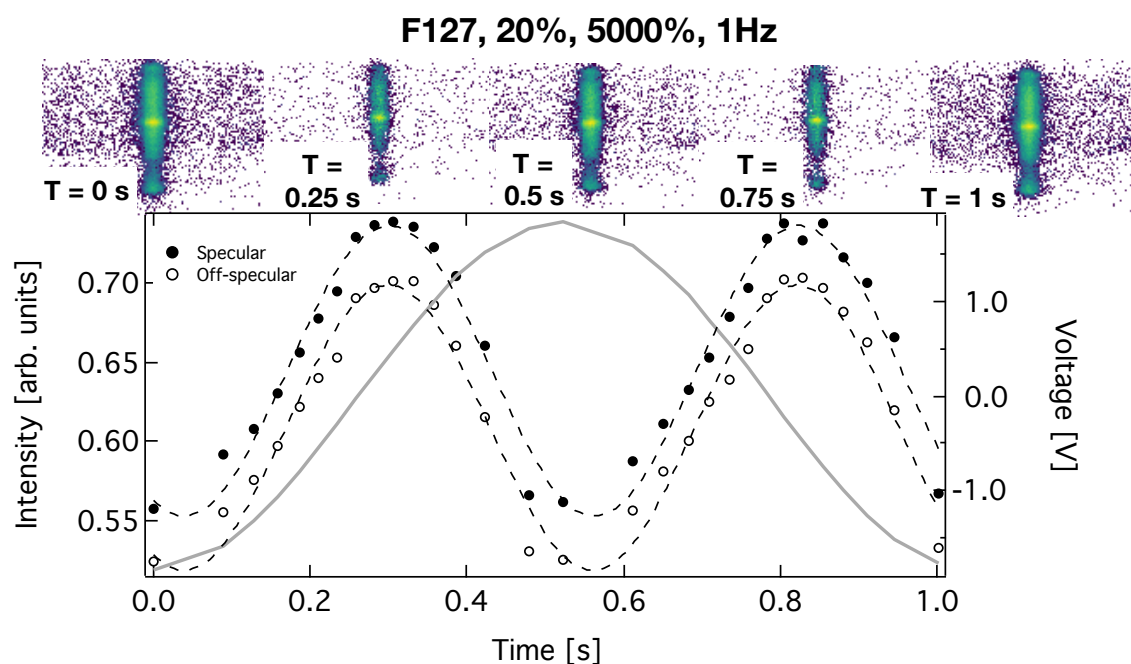 F127, 20%, 5000%, 1Hz
T = 0 s
T =
0.25 s
T =
0.5 s
T =
0.75 s
T = 1 s
Specular
Off-specular
0.70
0.65
0.60
0.55
Intensity [arb. units]
1.0
0.0
-1.0
Voltage [V]
0.0 0.2 0.4 0.6 0.8 1.0
Time [s]